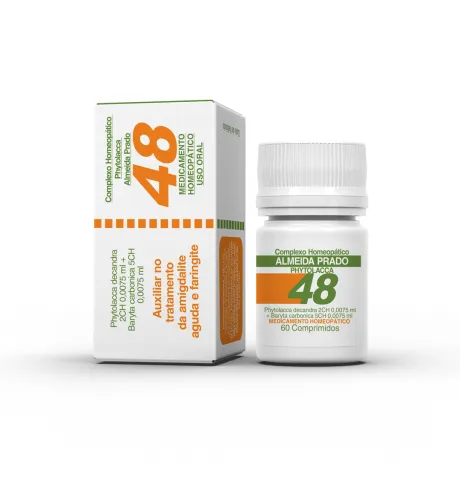 Complexo Homeopático
Phytolacca
Almeida Prado
48
MEDICAMENTO
HOMEOPÁTICO
USO ORAL
Phytolacca decandra
2CH 0,0075 ml +
Baryta carbonica 5CH
0,0075 ml
Auxiliar no
tratamento
da amigdalite
aguda e faringite
Complexo Homeopático
ALMEIDA PRADO
PHYTOLACCA
48
Phytolacca decandra 2CH 0,0075 ml
+ Baryta carbonica 5CH 0,0075 ml
MEDICAMENTO HOMEOPÁTICO
60 Comprimidos